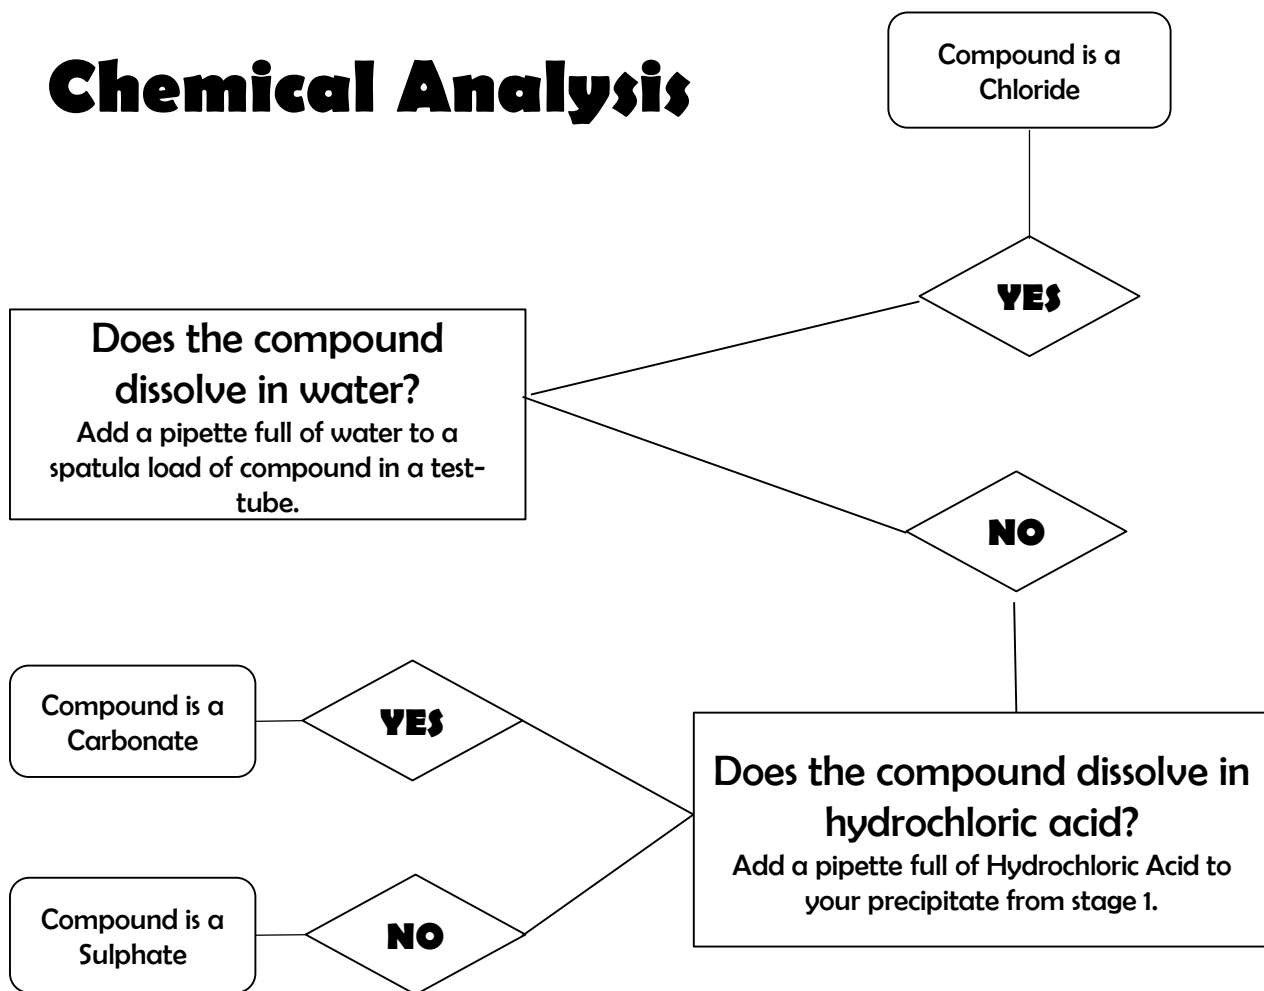 Chemical Analysis
Compound is a
Chloride
YES
Does the compound
dissolve in water?
Add a pipette full of water to a
spatula load of compound in a test-
tube.
NO
Does the compound dissolve in
hydrochloric acid?
Add a pipette full of Hydrochloric Acid to
your precipitate from stage 1.
YES
Compound is a
Carbonate
NO
Compound is a
Sulphate